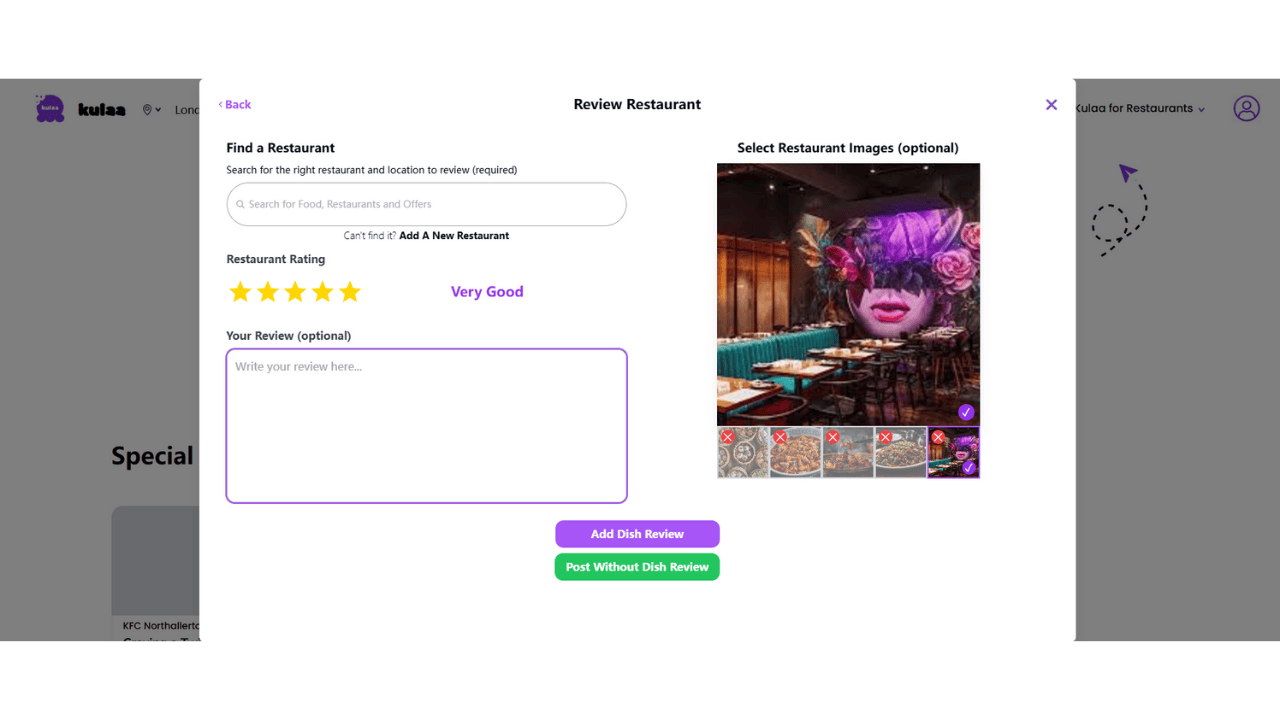 kulaa
kulaa
Back
Review Restaurant
Kulaa for Restaurants
Find a Restaurant
Search for the right restaurant and location to review (required)
Search for Food, Restaurants and Offers
Can't find it? Add A New Restaurant
Restaurant Rating
Very Good
Your Review (optional)
Write your review here...
Select Restaurant Images (optional)
Special
Add Dish Review
Post Without Dish Review
KFC